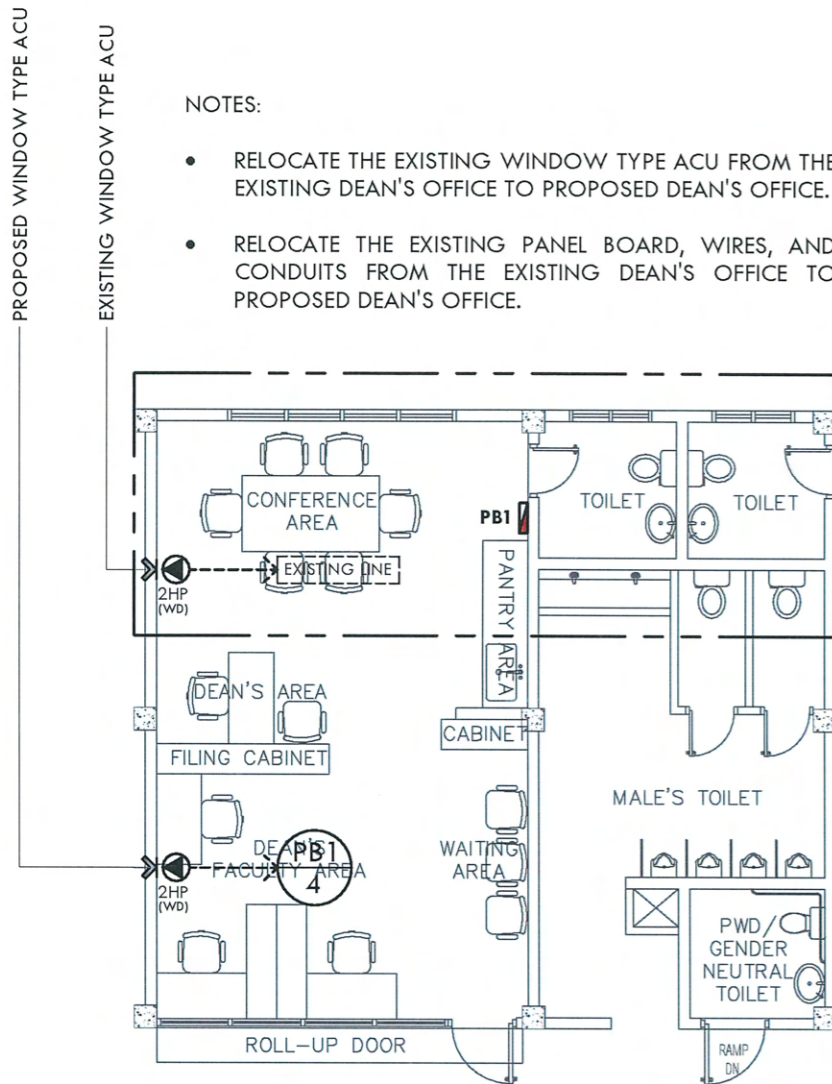 PROPOSED WINDOW TYPE ACU
EXISTING WINDOW TYPE ACU
NOTES:
• RELOCATE THE EXISTING WINDOW TYPE ACU FROM THE
EXISTING DEAN'S OFFICE TO PROPOSED DEAN'S OFFICE.
• RELOCATE THE EXISTING PANEL BOARD, WIRES, AND
CONDUITS FROM THE EXISTING DEAN'S OFFICE TO
PROPOSED DEAN'S OFFICE.
CONFERENCE
AREA
PB1
TOILET
TOILET
EXISTING LINE
2HP
(WD)
PANTRY AREA
DEAN'S AREA
CABINET
FILING CABINET
MALE'S TOILET
DEAN'S
FACULTY AREA
PB1
4
WAITING
AREA
2HP
(WD)
PWD/
GENDER
NEUTRAL
TOILET
ROLL-UP DOOR
RAMP
DN